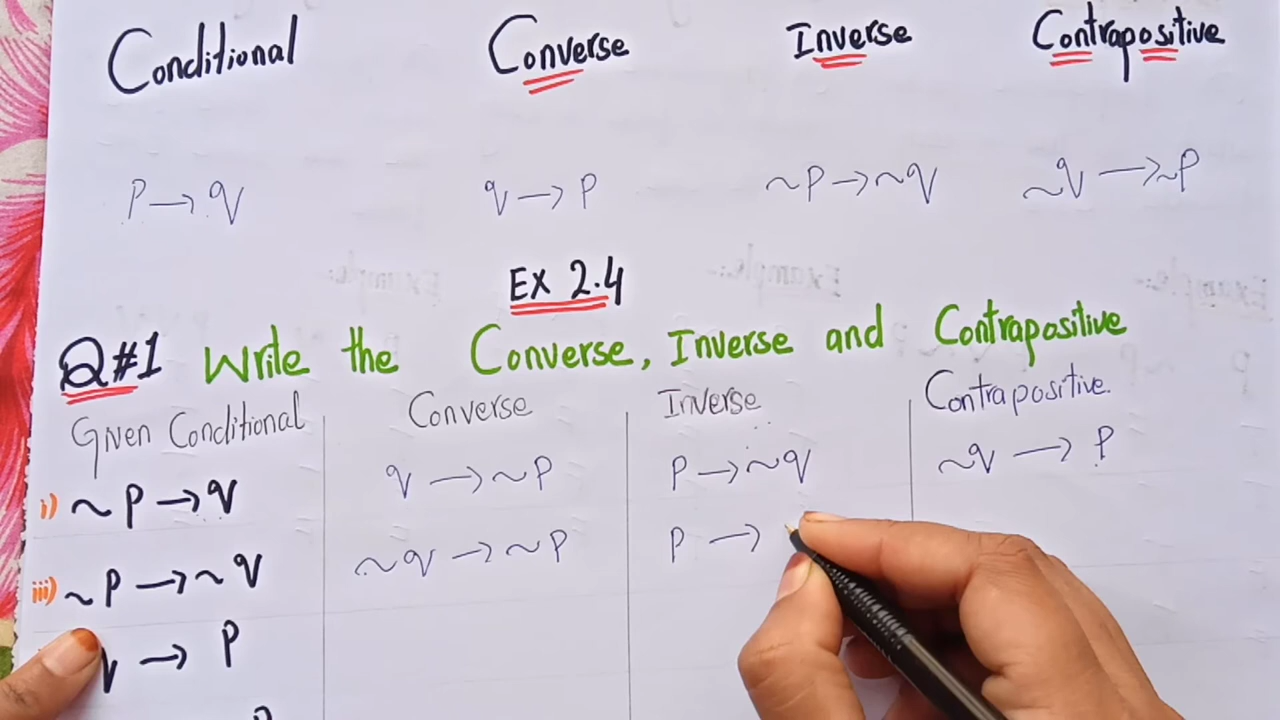 Conditional Converse Inverse Contrapositive
p → q q → p ~p → ~q ~q → ~p
Ex 2.4
Q#1 Write the Converse, Inverse and Contrapositive
Given Conditional Converse Inverse Contrapositive.
i) ~p → q q → ~p p → ~q ~q → p
iii) ~p → ~q ~q → ~p p →
q → p